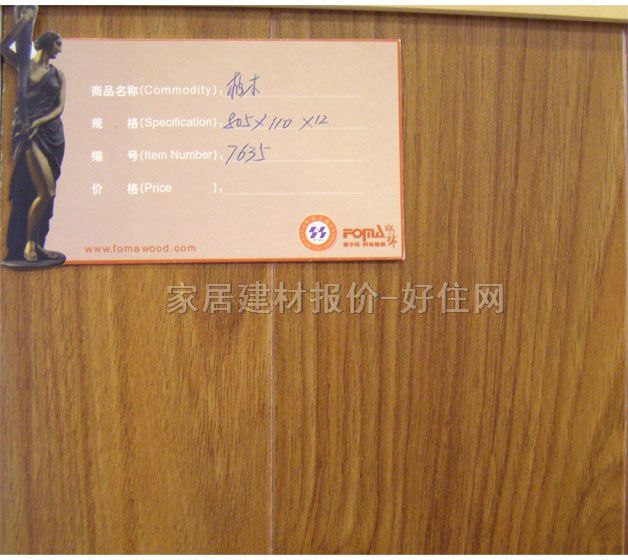 商品名称(Commodity)：柚木
规 格(Specification)：805×110×12
编 号(Item Number)：7635
价 格(Price )：
www.fomawood.com
FOMA
家居建材报价-好住网